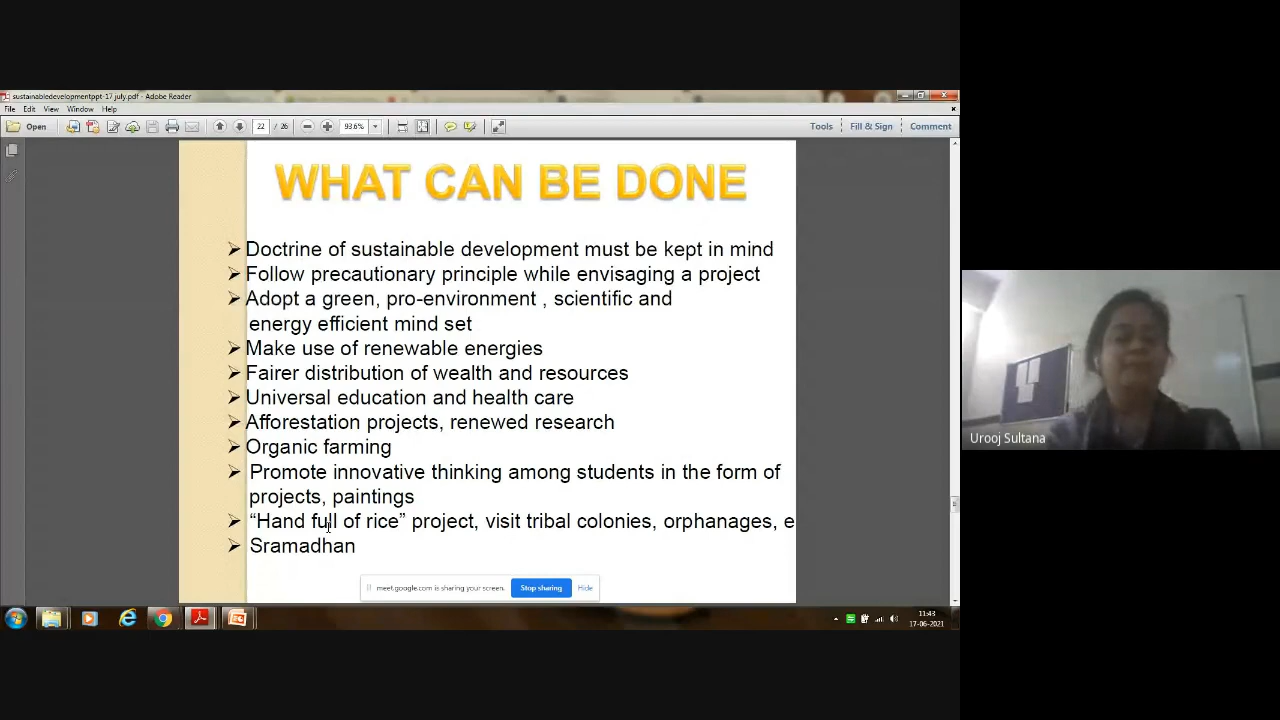 sustainabledevelopmentppt-17 july.pdf - Adobe Reader
File Edit View Window Help
Open 22 / 26 93.6% Tools Fill & Sign Comment
WHAT CAN BE DONE
Doctrine of sustainable development must be kept in mind
Follow precautionary principle while envisaging a project
Adopt a green, pro-environment , scientific and
energy efficient mind set
Make use of renewable energies
Fairer distribution of wealth and resources
Universal education and health care
Afforestation projects, renewed research
Organic farming
Promote innovative thinking among students in the form of
projects, paintings
“Hand full of rice” project, visit tribal colonies, orphanages, e
Sramadhan
meet.google.com is sharing your screen. Stop sharing Hide
11:43
17-06-2021
Urooj Sultana